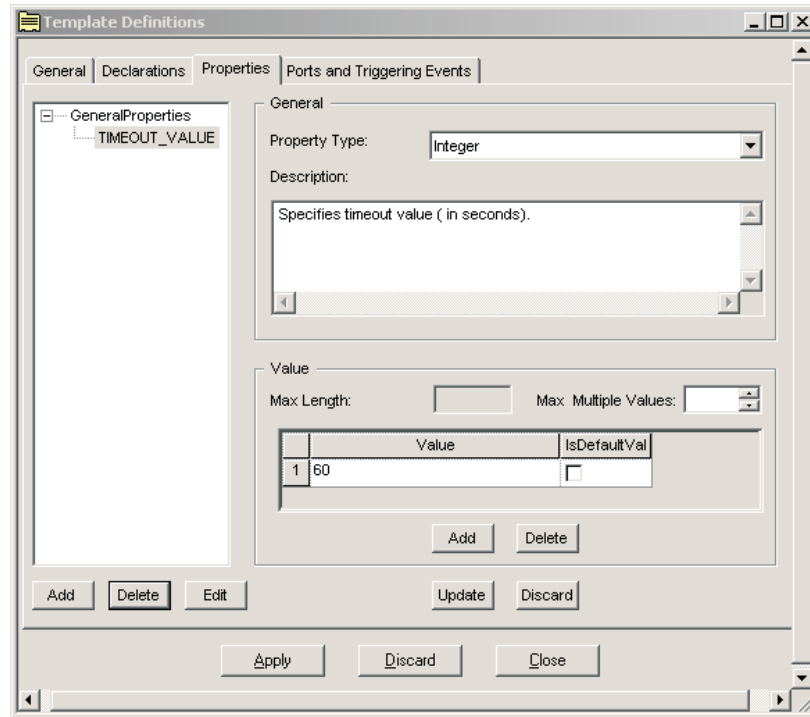 Template Definitions
General Declarations Properties Ports and Triggering Events
GeneralProperties
TIMEOUT_VALUE
General
Property Type: Integer
Description:
Specifies timeout value ( in seconds).
Value
Max Length: Max Multiple Values:
Value IsDefaultVal
1 60
Add Delete
Add Delete Edit Update Discard
Apply Discard Close